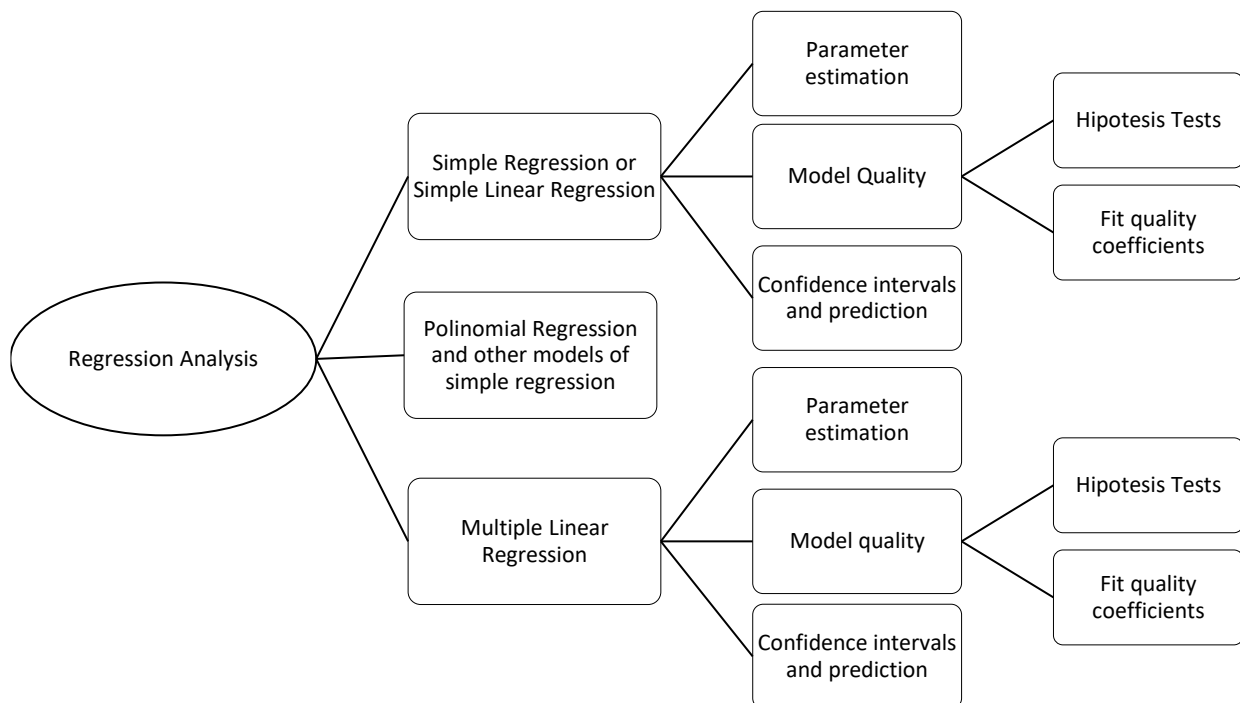 Parameter
estimation
Hipotesis Tests
Simple Regression or
Simple Linear Regression
Model Quality
Fit quality
coefficients
Confidence intervals
and prediction
Regression Analysis
Polinomial Regression
and other models of
simple regression
Parameter
estimation
Hipotesis Tests
Multiple Linear
Regression
Model quality
Fit quality
coefficients
Confidence intervals
and prediction